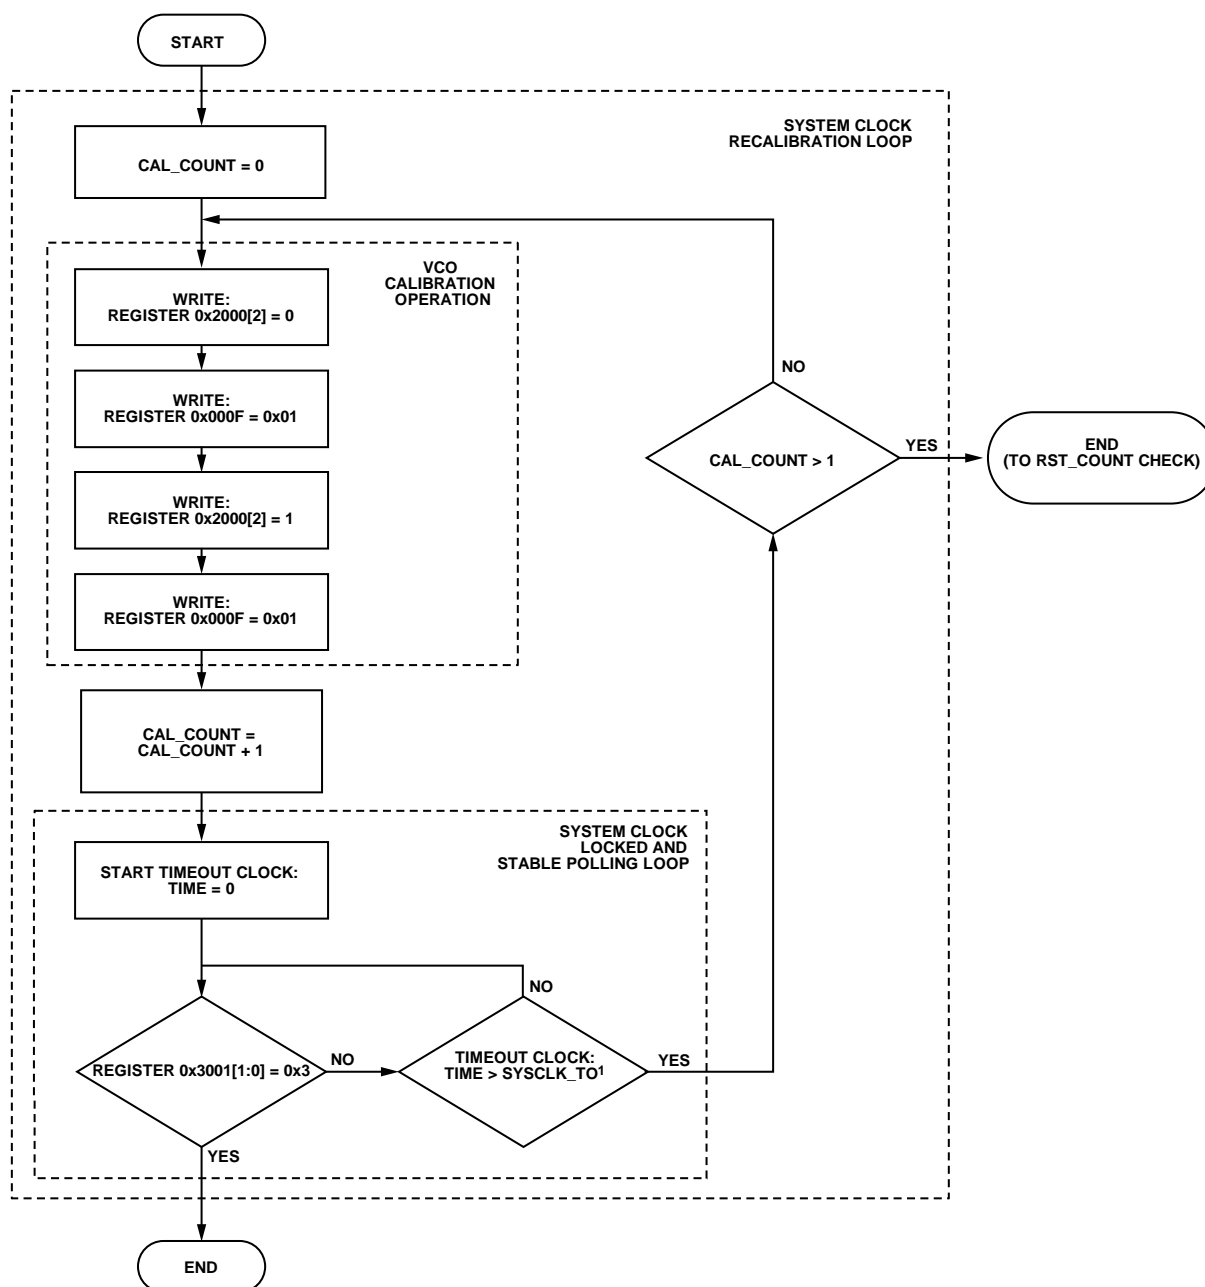 START
SYSTEM CLOCK
RECALIBRATION LOOP
CAL_COUNT = 0
VCO
CALIBRATION
OPERATION
WRITE:
REGISTER 0x2000[2] = 0
WRITE:
REGISTER 0x000F = 0x01
WRITE:
REGISTER 0x2000[2] = 1
WRITE:
REGISTER 0x000F = 0x01
NO
CAL_COUNT > 1
YES
END
(TO RST_COUNT CHECK)
CAL_COUNT =
CAL_COUNT + 1
SYSTEM CLOCK
LOCKED AND
STABLE POLLING LOOP
START TIMEOUT CLOCK:
TIME = 0
NO
REGISTER 0x3001[1:0] = 0x3
NO
TIMEOUT CLOCK:
TIME > SYSCLK_TO1
YES
YES
END